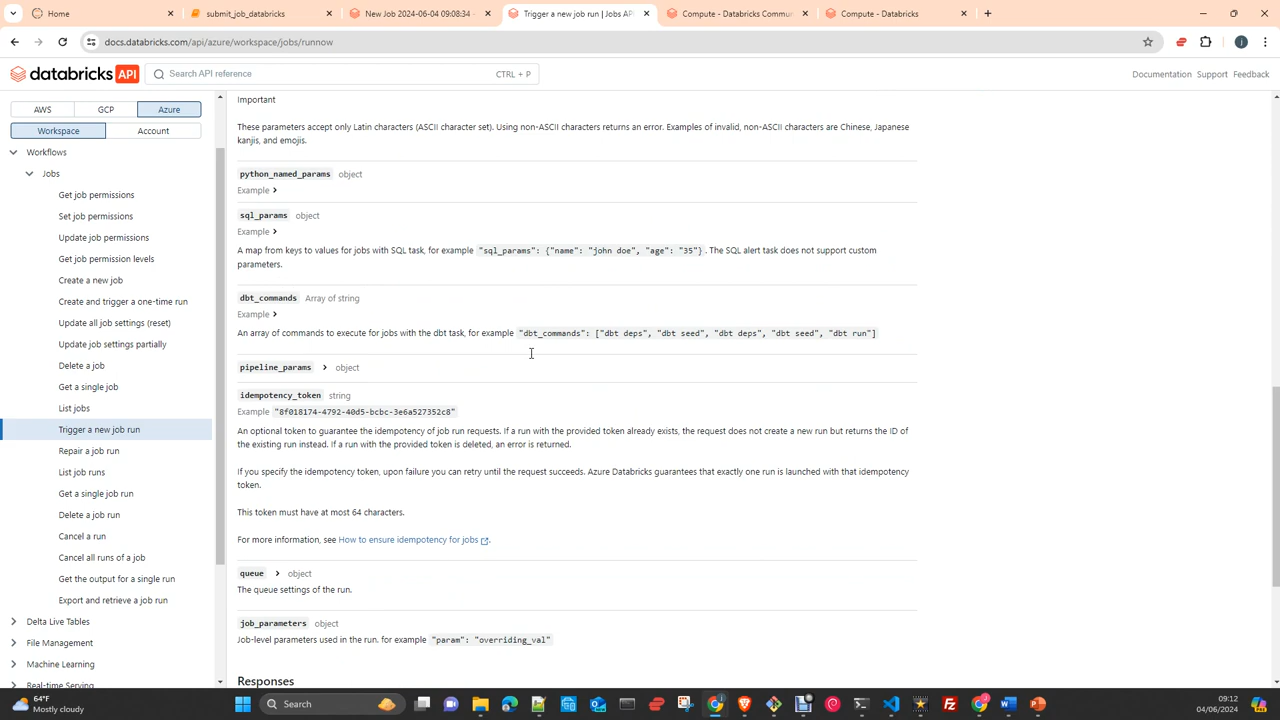 Home
submit_job_databricks
New Job 2024-06-04 09:08:34 -
Trigger a new job run | Jobs API
Compute - Databricks Commu
Compute - Databricks
docs.databricks.com/api/azure/workspace/jobs/runnow
databricks API
Search API reference
CTRL + P
Documentation
Support
Feedback
AWS
GCP
Azure
Workspace
Account
Workflows
Jobs
Get job permissions
Set job permissions
Update job permissions
Get job permission levels
Create a new job
Create and trigger a one-time run
Update all job settings (reset)
Update job settings partially
Delete a job
Get a single job
List jobs
Trigger a new job run
Repair a job run
List job runs
Get a single job run
Delete a job run
Cancel a run
Cancel all runs of a job
Get the output for a single run
Export and retrieve a job run
Delta Live Tables
File Management
Machine Learning
Real-time Serving
Important
These parameters accept only Latin characters (ASCII character set). Using non-ASCII characters returns an error. Examples of invalid, non-ASCII characters are Chinese, Japanese
kanjis, and emojis.
python_named_params object
Example
sql_params object
Example
A map from keys to values for jobs with SQL task, for example "sql_params": {"name": "john doe", "age": "35"}. The SQL alert task does not support custom
parameters.
dbt_commands Array of string
Example
An array of commands to execute for jobs with the dbt task, for example "dbt_commands": ["dbt deps", "dbt seed", "dbt deps", "dbt seed", "dbt run"]
pipeline_params object
idempotency_token string
Example "8f018174-4792-40d5-bcbc-3e6a527352c8"
An optional token to guarantee the idempotency of job run requests. If a run with the provided token already exists, the request does not create a new run but returns the ID of
the existing run instead. If a run with the provided token is deleted, an error is returned.
If you specify the idempotency token, upon failure you can retry until the request succeeds. Azure Databricks guarantees that exactly one run is launched with that idempotency
token.
This token must have at most 64 characters.
For more information, see How to ensure idempotency for jobs.
queue object
The queue settings of the run.
job_parameters object
Job-level parameters used in the run. for example "param": "overriding_val"
Responses
64°F
Mostly cloudy
Search
09:12
04/06/2024